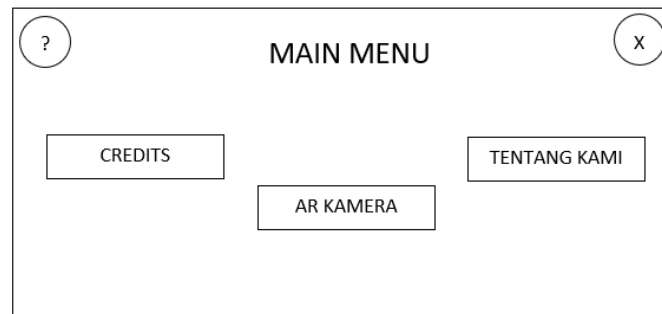 ?
MAIN MENU
X
CREDITS
TENTANG KAMI
AR KAMERA